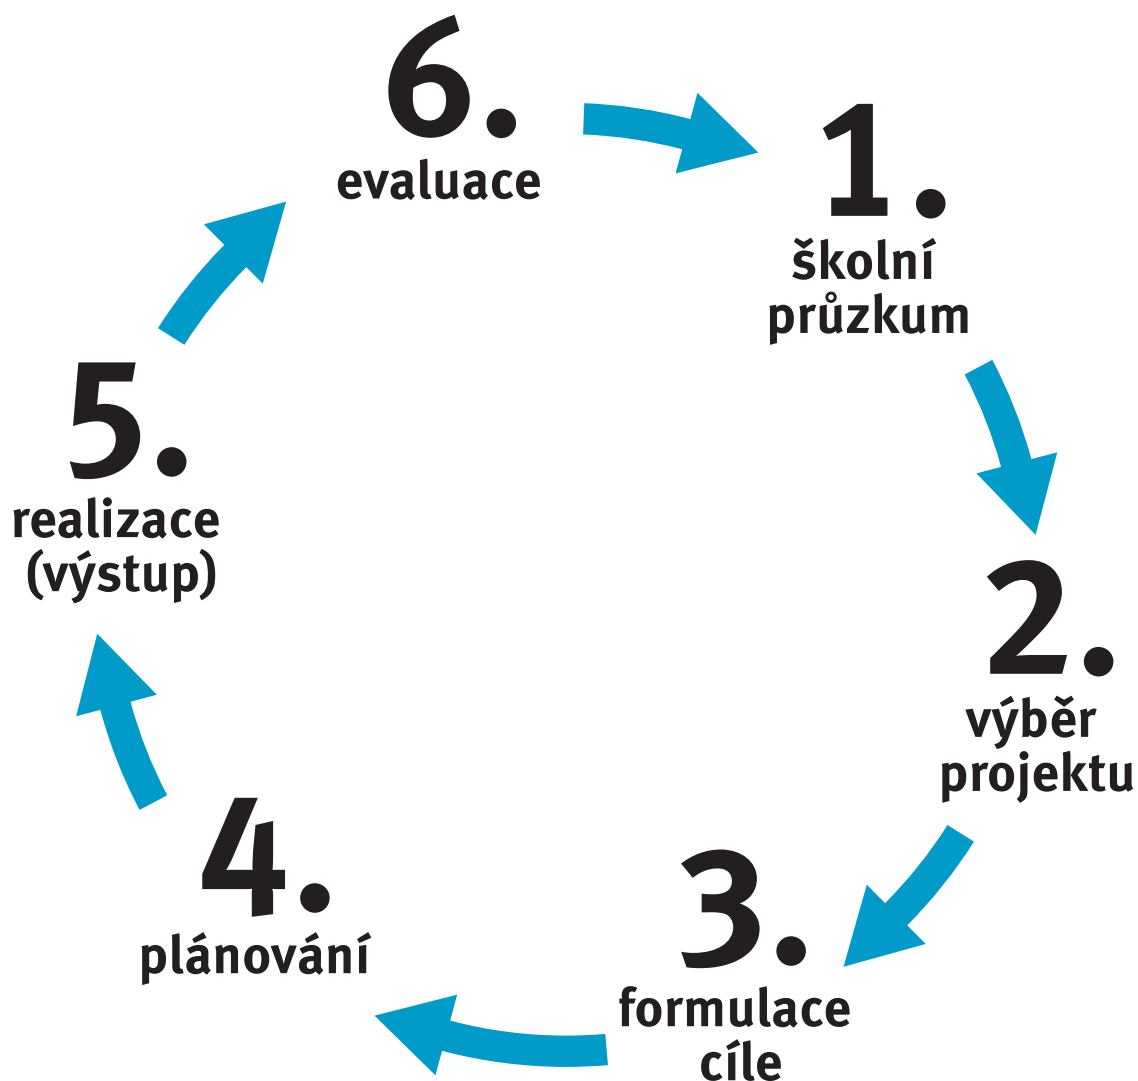 1.
školní
průzkum
2.
výběr
projektu
3.
formulace
cíle
4.
plánování
5.
realizace
(výstup)
6.
evaluace